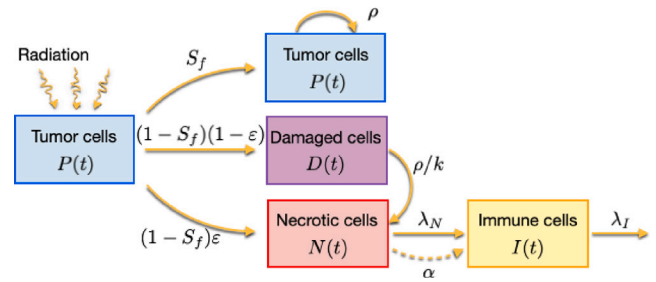 ρ
Radiation
S_f
Tumor cells
P(t)
Tumor cells
P(t)
(1 − S_f)(1 − ε)
Damaged cells
D(t)
ρ/k
(1 − S_f)ε
Necrotic cells
N(t)
λ_N
α
Immune cells
I(t)
λ_I